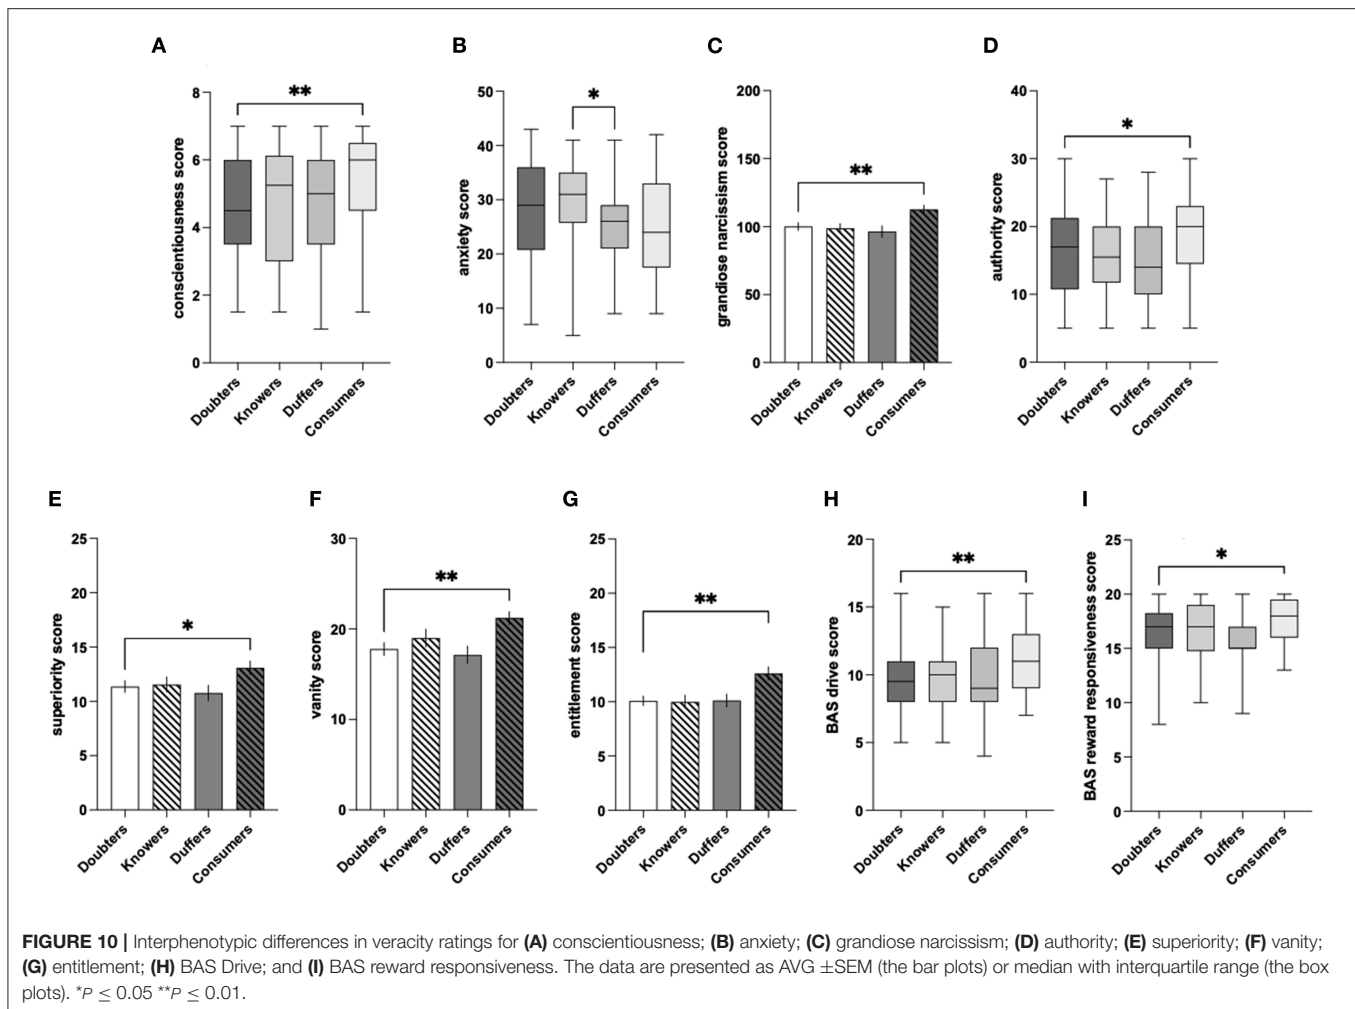 A
B
C
D
conscientiousness score
8
6
4
2
0
**
Doubters
Knowers
Duffers
Consumers
anxiety score
50
40
30
20
10
0
*
Doubters
Knowers
Duffers
Consumers
grandiose narcissism score
200
150
100
50
0
**
Doubters
Knowers
Duffers
Consumers
authority score
40
30
20
10
0
*
Doubters
Knowers
Duffers
Consumers
E
F
G
H
I
superiority score
25
20
15
10
5
0
*
Doubters
Knowers
Duffers
Consumers
vanity score
30
20
10
0
**
Doubters
Knowers
Duffers
Consumers
entitlement score
25
20
15
10
5
0
**
Doubters
Knowers
Duffers
Consumers
BAS drive score
20
15
10
5
0
**
Doubters
Knowers
Duffers
Consumers
BAS reward responsiveness score
25
20
15
10
5
0
*
Doubters
Knowers
Duffers
Consumers
FIGURE 10 | Interphenotypic differences in veracity ratings for (A) conscientiousness; (B) anxiety; (C) grandiose narcissism; (D) authority; (E) superiority; (F) vanity;
(G) entitlement; (H) BAS Drive; and (I) BAS reward responsiveness. The data are presented as AVG ±SEM (the bar plots) or median with interquartile range (the box
plots). *P ≤ 0.05 **P ≤ 0.01.